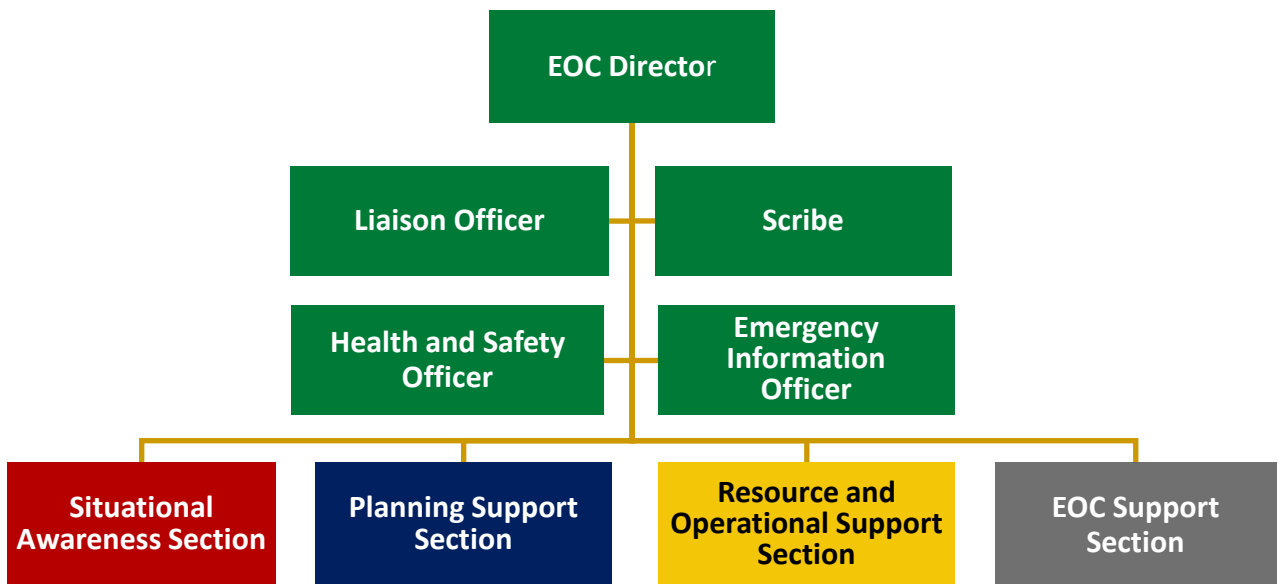 EOC Director
Liaison Officer
Scribe
Health and Safety
Officer
Emergency
Information
Officer
Situational
Awareness Section
Planning Support
Section
Resource and
Operational Support
Section
EOC Support
Section